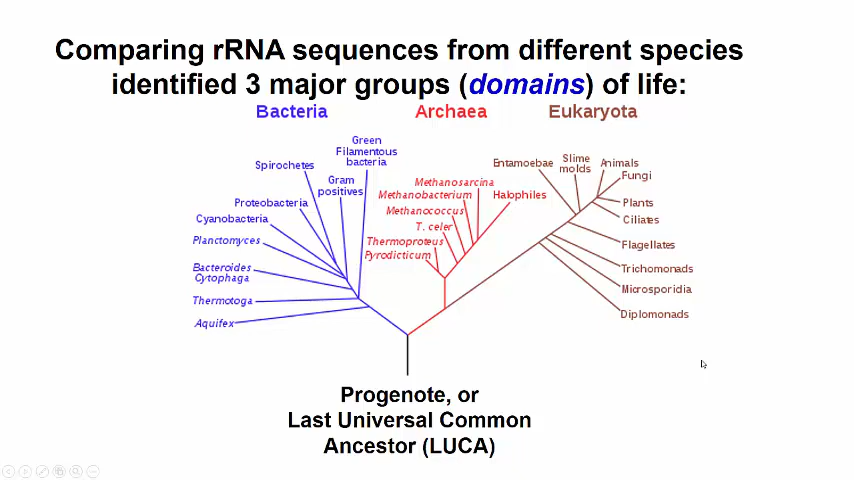 Comparing rRNA sequences from different species
identified 3 major groups (domains) of life:
Bacteria
Archaea
Eukaryota
Green
Filamentous
bacteria
Spirochetes
Gram
positives
Proteobacteria
Cyanobacteria
Planctomyces
Bacteroides
Cytophaga
Thermotoga
Aquifex
Methanosarcina
Methanobacterium
Halophiles
Methanococcus
T. celer
Thermoproteus
Pyrodicticum
Entamoebae
Slime
molds
Animals
Fungi
Plants
Ciliates
Flagellates
Trichomonads
Microsporidia
Diplomonads
Progenote, or
Last Universal Common
Ancestor (LUCA)